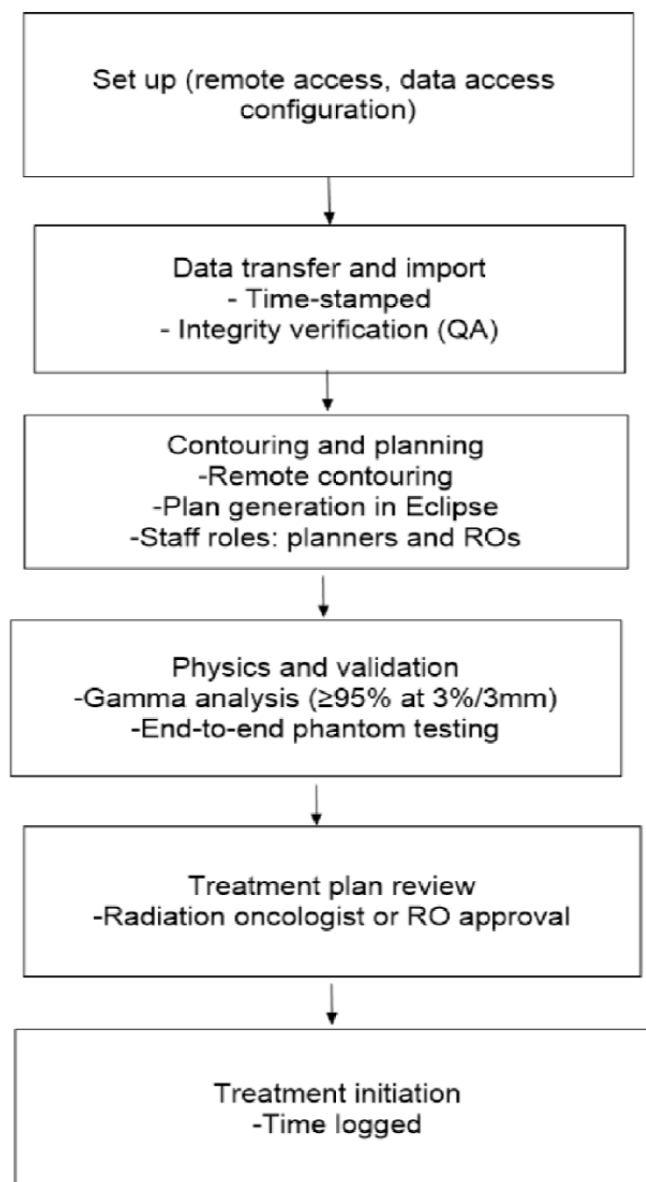 Set up (remote access, data access
configuration)
Data transfer and import
- Time-stamped
- Integrity verification (QA)
Contouring and planning
-Remote contouring
-Plan generation in Eclipse
-Staff roles: planners and ROs
Physics and validation
-Gamma analysis (≥95% at 3%/3mm)
-End-to-end phantom testing
Treatment plan review
-Radiation oncologist or RO approval
Treatment initiation
-Time logged